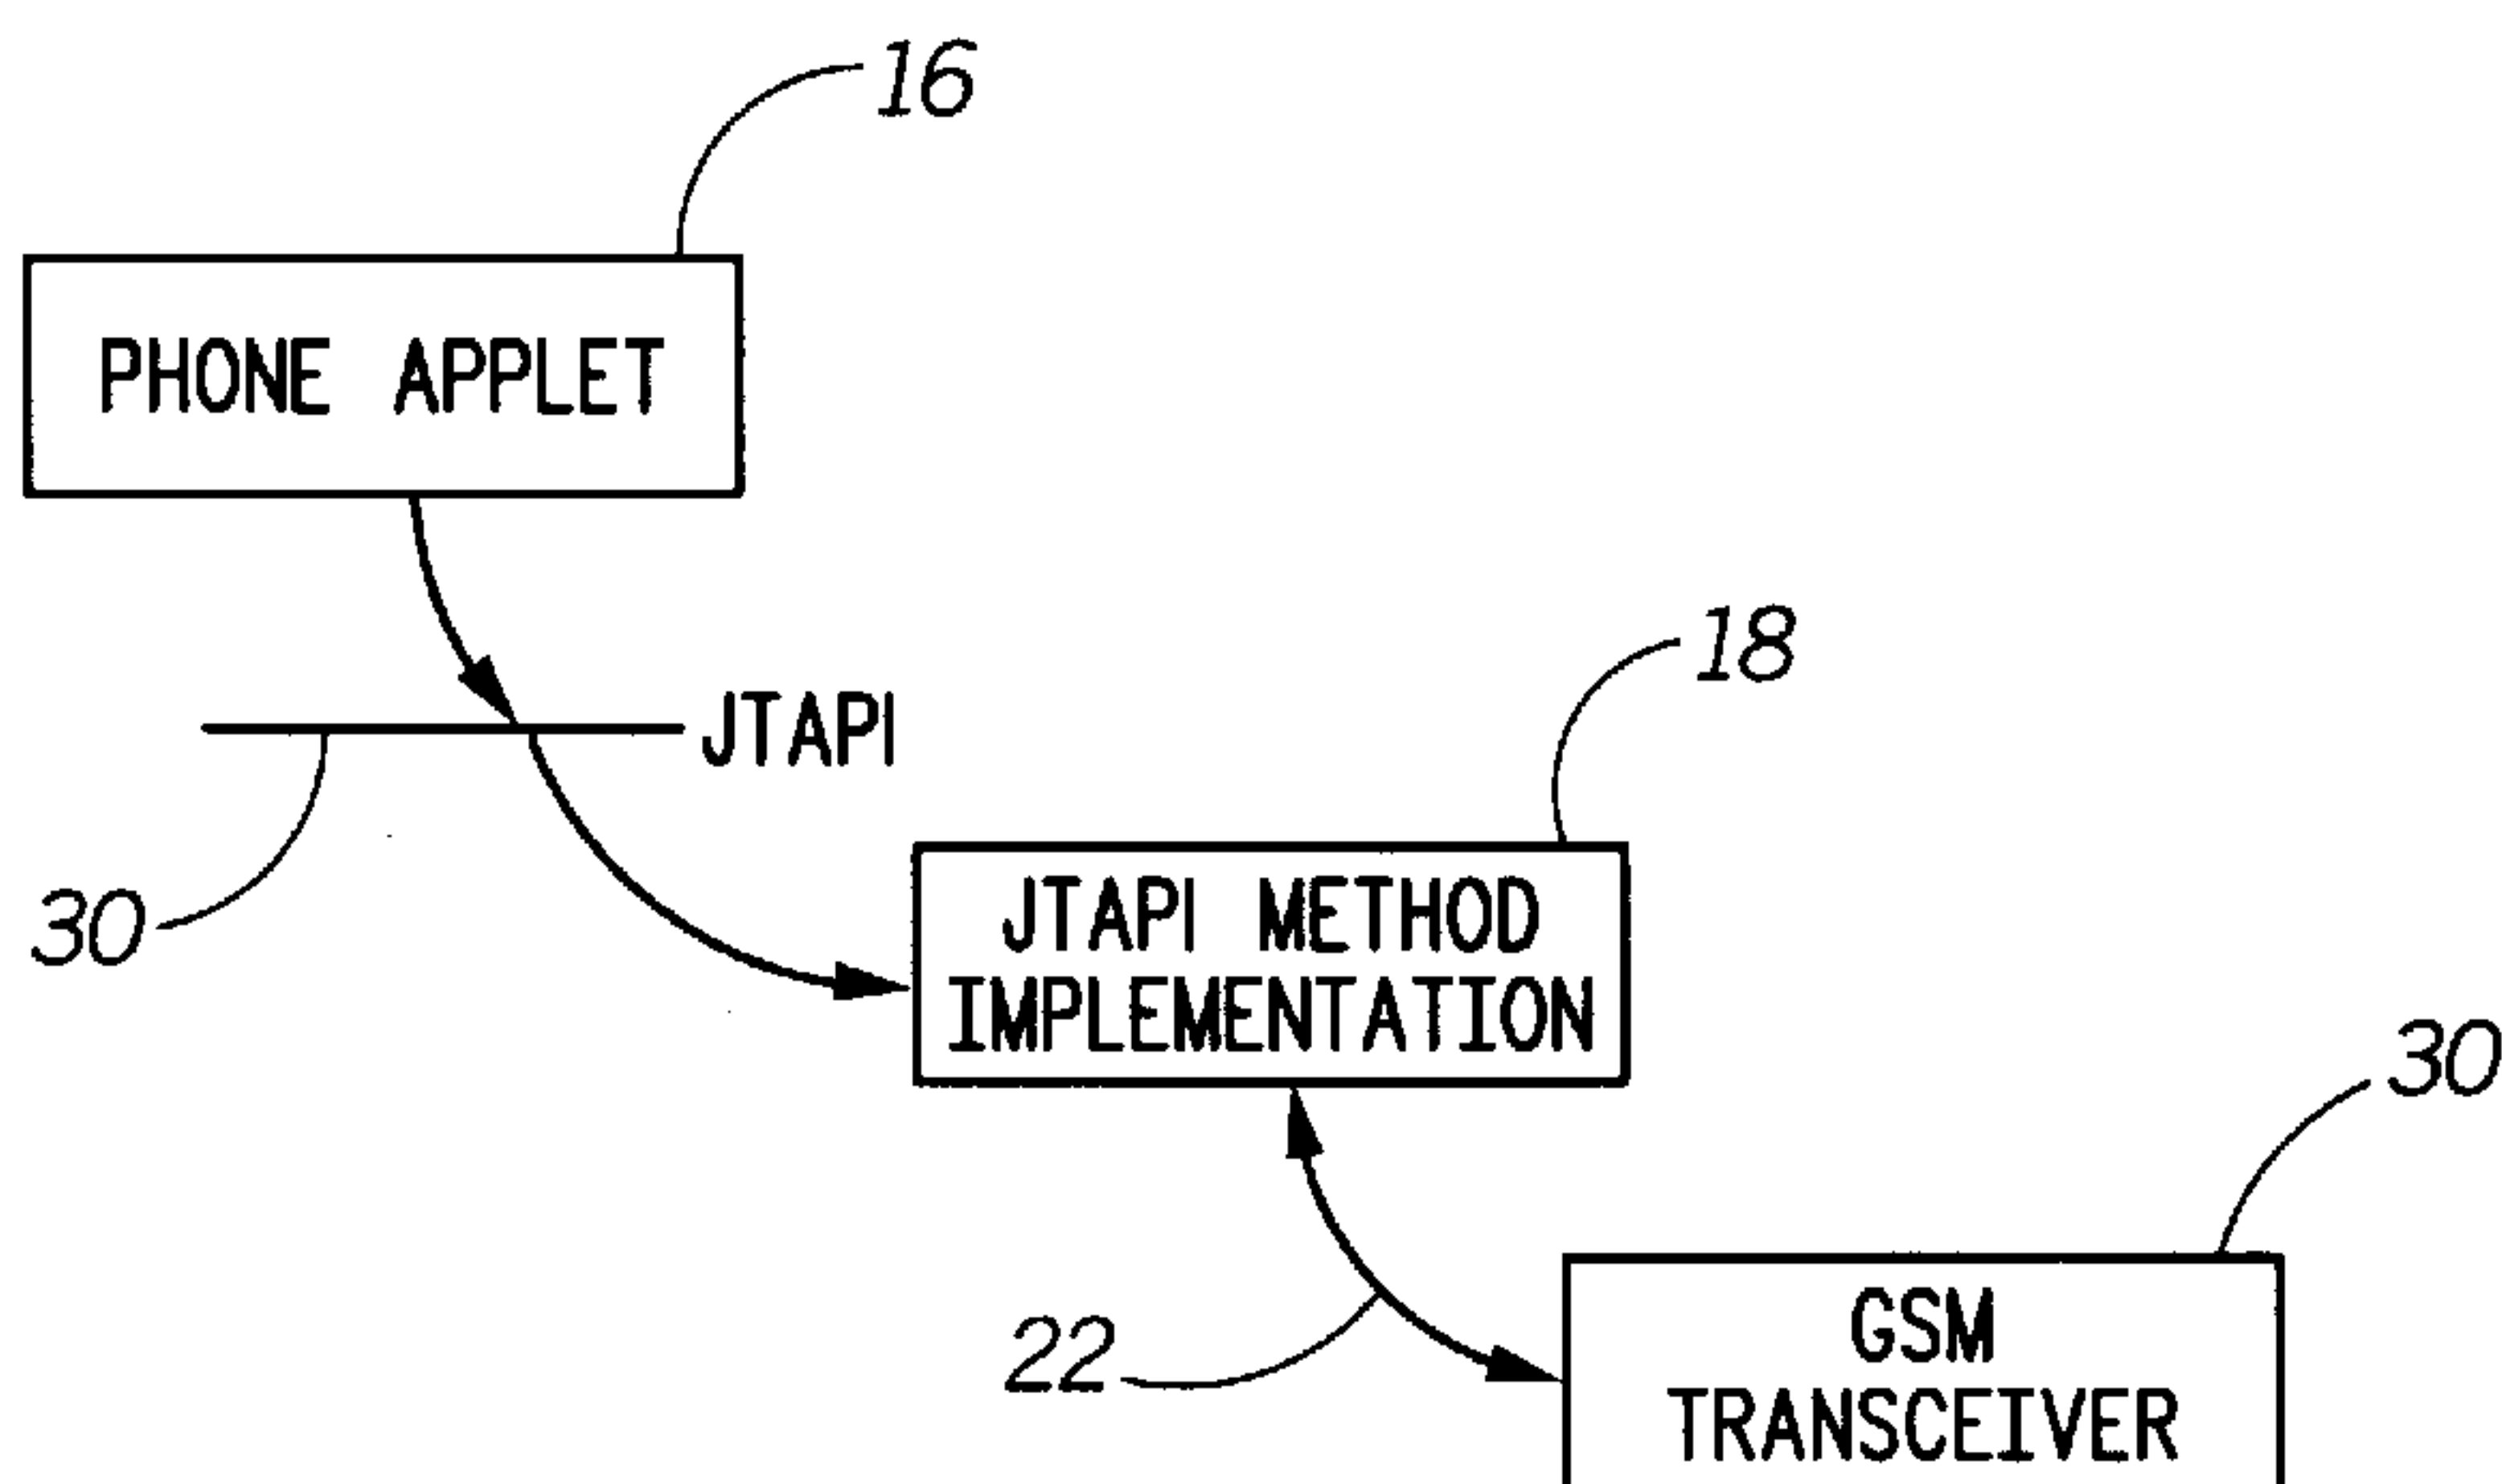 16
PHONE APPLET
JTAPI
30
18
JTAPI METHOD
IMPLEMENTATION
30
22
GSM
TRANSCEIVER